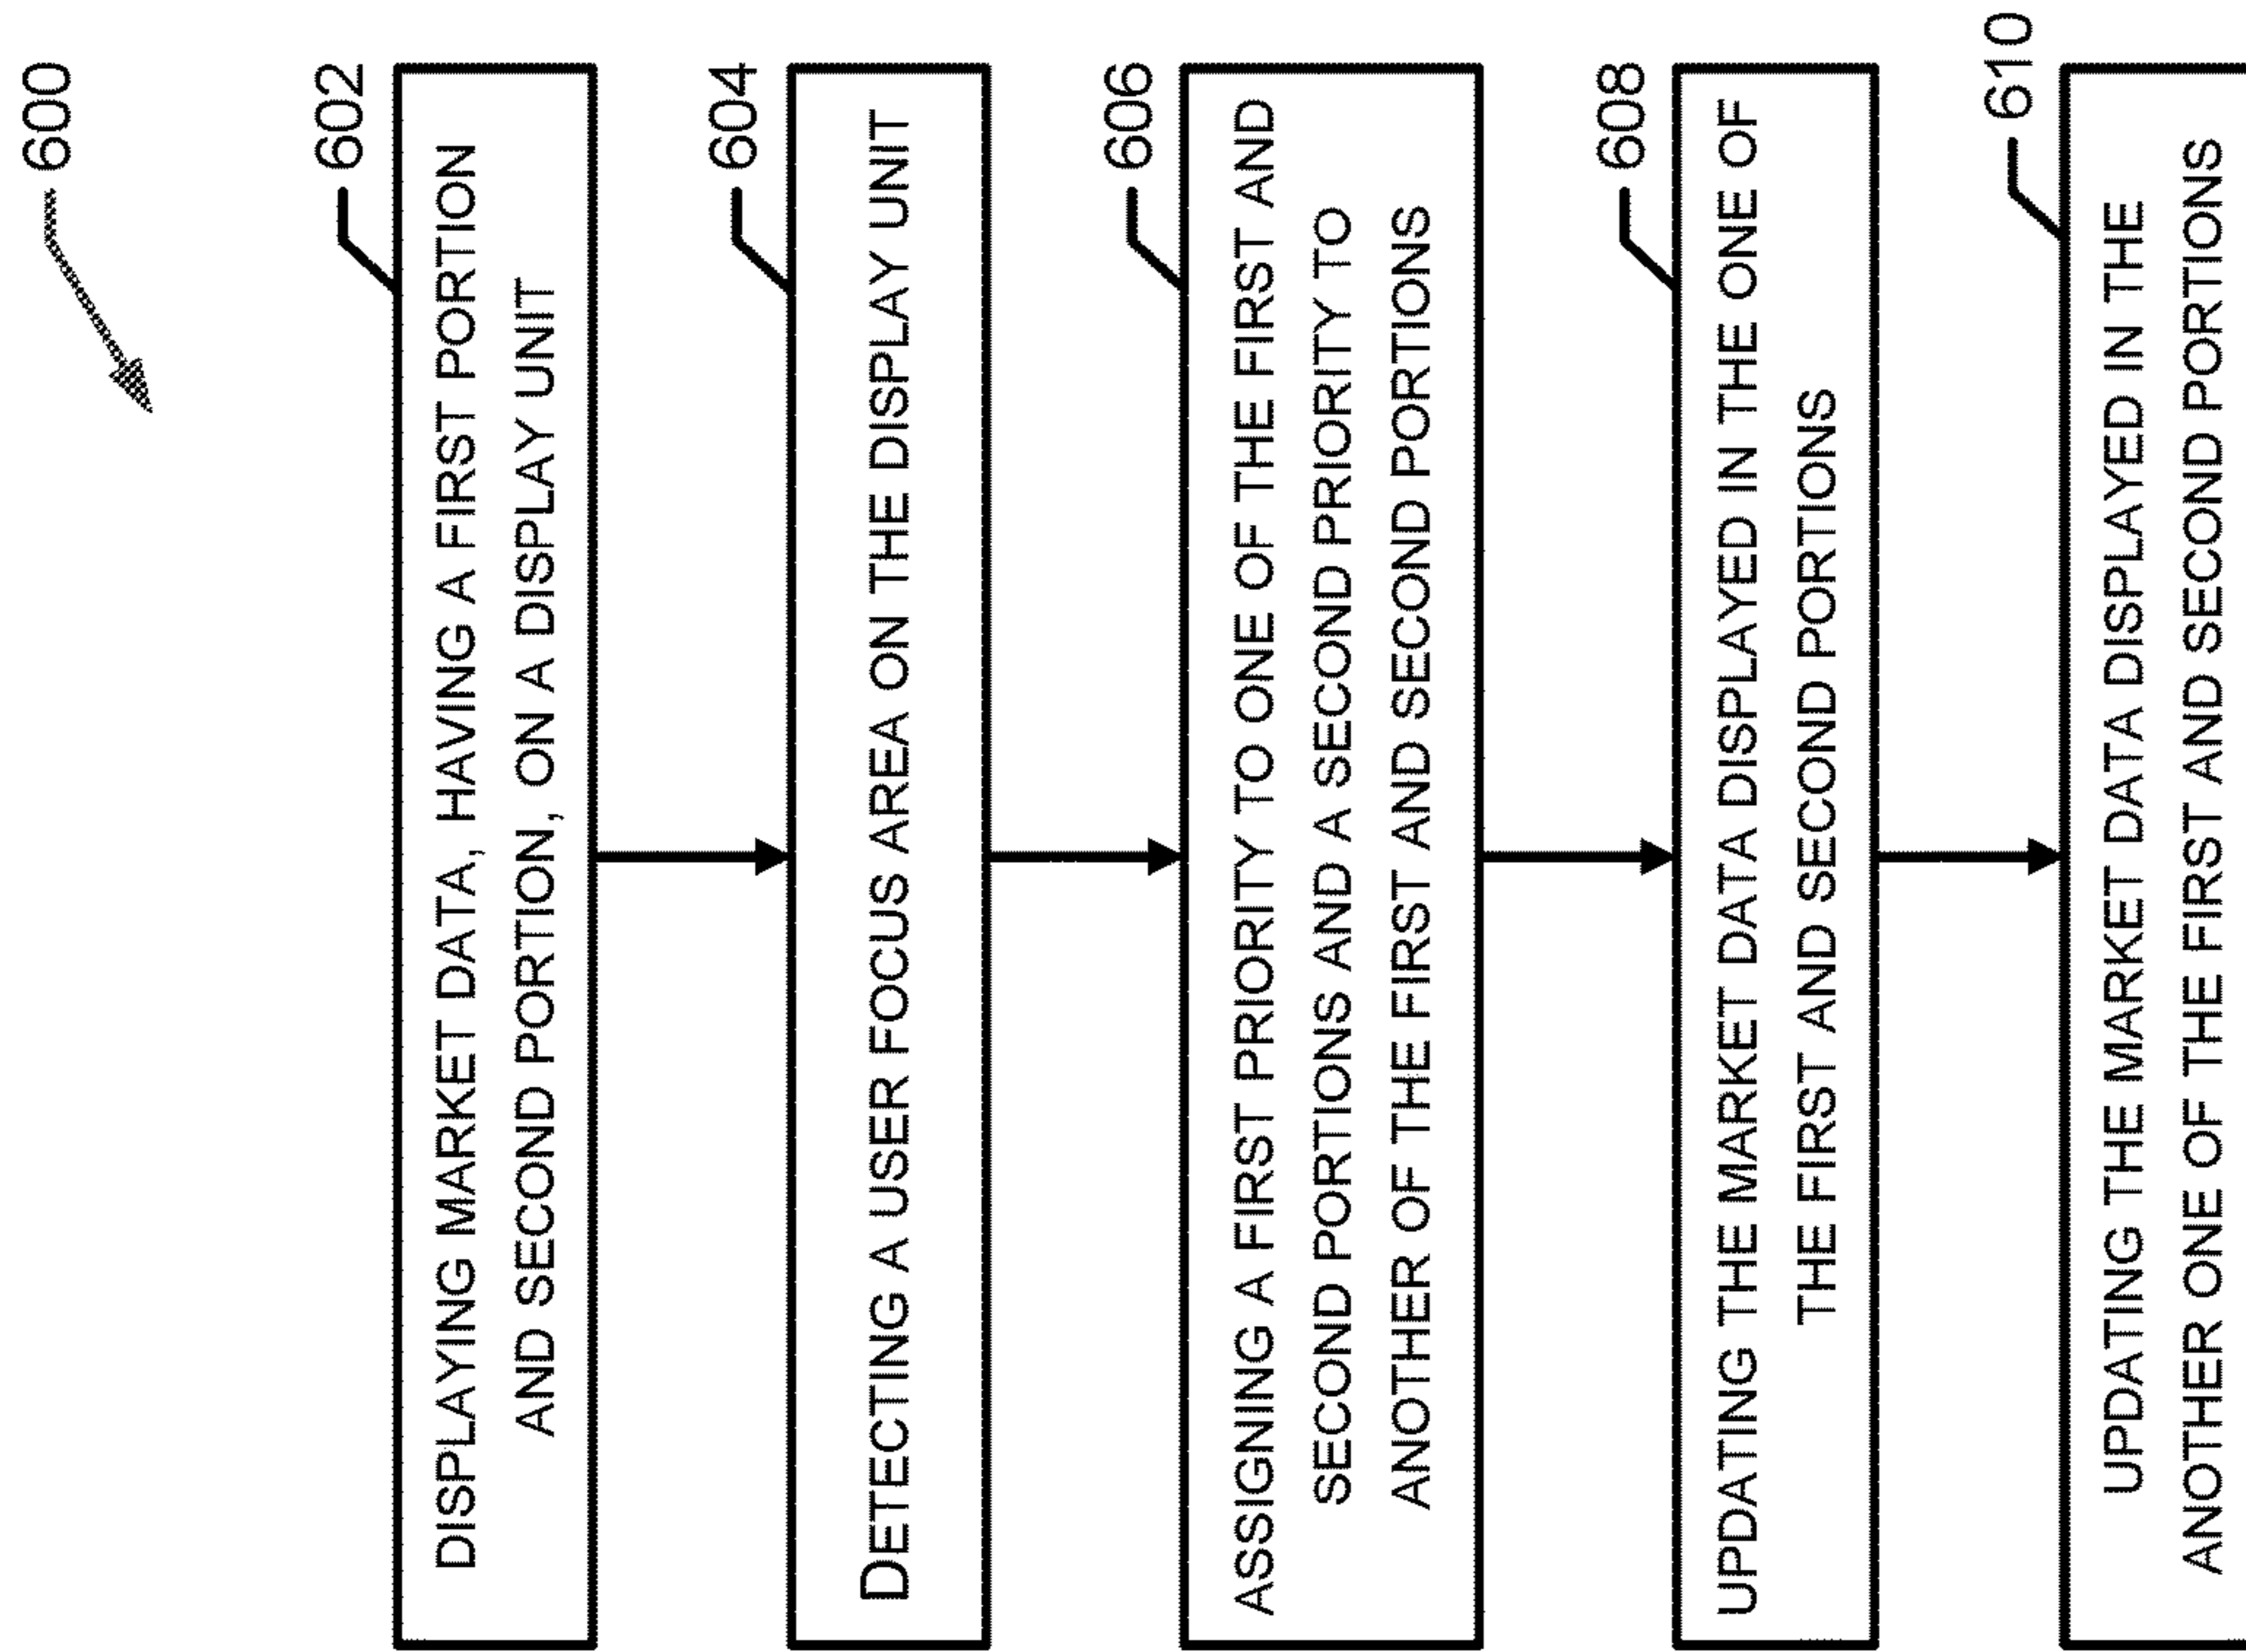 600
602
DISPLAYING MARKET DATA, HAVING A FIRST PORTION
AND SECOND PORTION, ON A DISPLAY UNIT
604
DETECTING A USER FOCUS AREA ON THE DISPLAY UNIT
606
ASSIGNING A FIRST PRIORITY TO ONE OF THE FIRST AND
SECOND PORTIONS AND A SECOND PRIORITY TO
ANOTHER OF THE FIRST AND SECOND PORTIONS
608
UPDATING THE MARKET DATA DISPLAYED IN THE ONE OF
THE FIRST AND SECOND PORTIONS
610
UPDATING THE MARKET DATA DISPLAYED IN THE
ANOTHER ONE OF THE FIRST AND SECOND PORTIONS